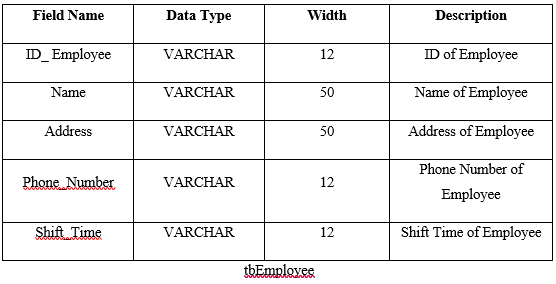 Field Name Data Type Width Description
ID_ Employee VARCHAR 12 ID of Employee
Name VARCHAR 50 Name of Employee
Address VARCHAR 50 Address of Employee
Phone_Number VARCHAR 12 Phone Number of
Employee
Shift_Time VARCHAR 12 Shift Time of Employee
tbEmployee